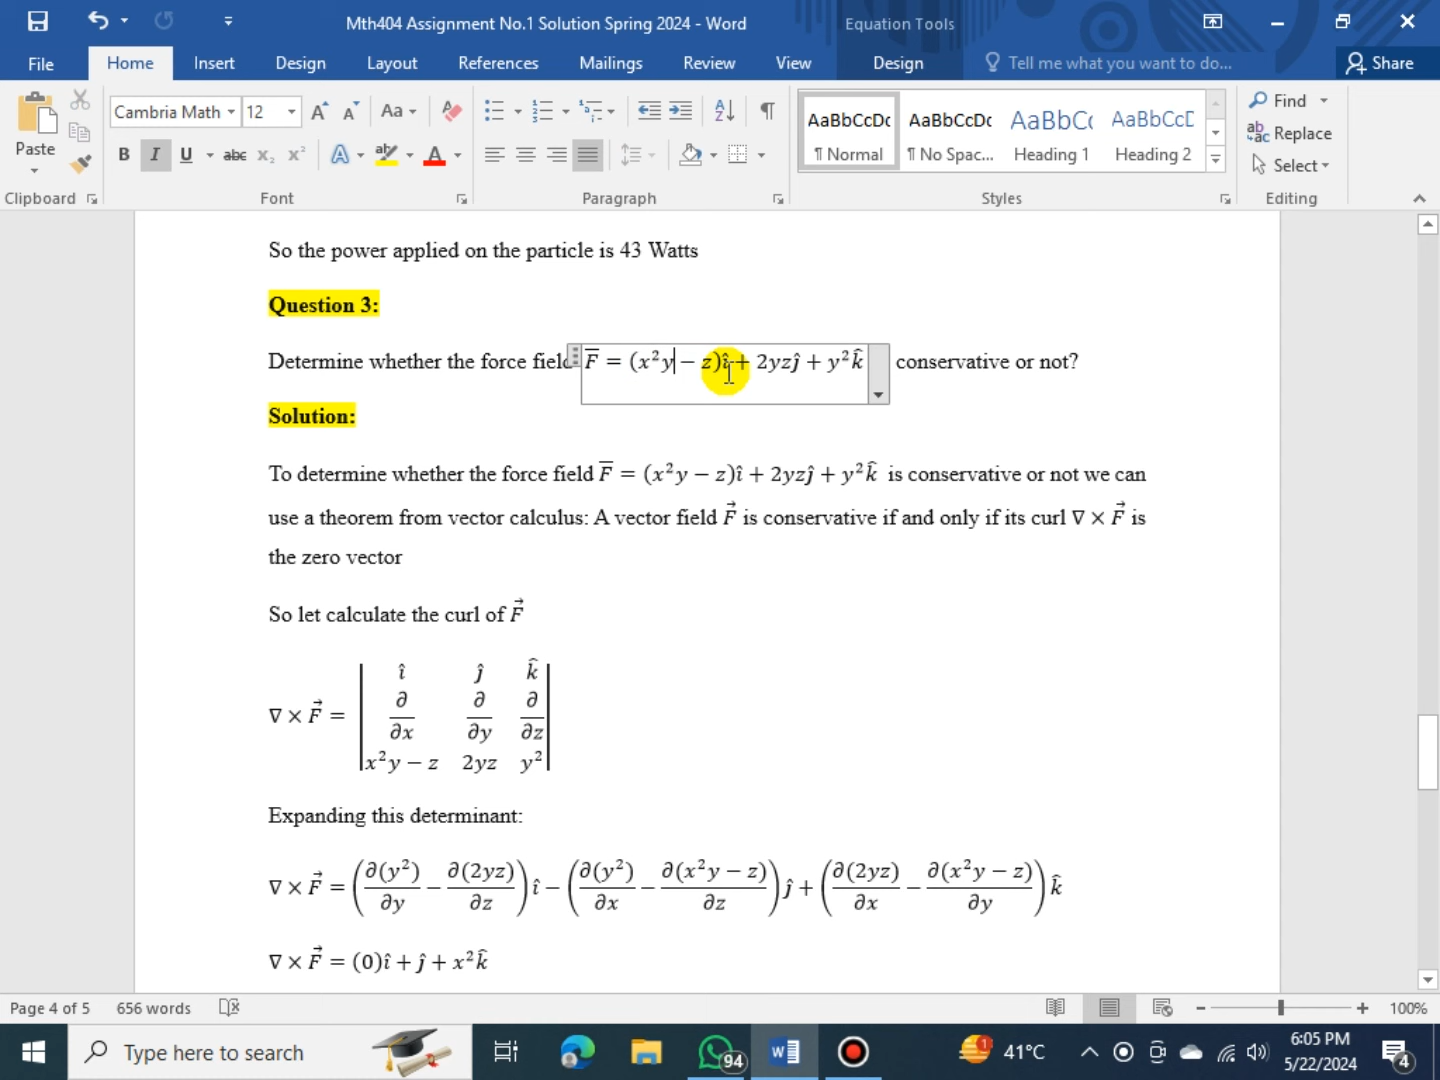 Mth404 Assignment No.1 Solution Spring 2024 - Word
Equation Tools
File Home Insert Design Layout References Mailings Review View Design Tell me what you want to do... Share
Cambria Math 12 Aa
Paste
B I U abc x₂ x² A A
AaBbCcDc AaBbCcDc AaBbCc AaBbCcC
¶ Normal ¶ No Spac... Heading 1 Heading 2
Find
Replace
Select
Clipboard Font Paragraph Styles Editing
So the power applied on the particle is 43 Watts
Question 3:
Determine whether the force field F̅ = (x²y − z)î + 2yzĵ + y²k̂ conservative or not?
Solution:
To determine whether the force field F̅ = (x²y − z)î + 2yzĵ + y²k̂ is conservative or not we can
use a theorem from vector calculus: A vector field F⃗ is conservative if and only if its curl ∇ × F⃗ is
the zero vector
So let calculate the curl of F⃗
î ĵ k̂
∇ × F⃗ = | ∂/∂x ∂/∂y ∂/∂z |
x²y − z 2yz y²
Expanding this determinant:
∇ × F⃗ = (∂(y²)/∂y − ∂(2yz)/∂z) î − (∂(y²)/∂x − ∂(x²y − z)/∂z) ĵ + (∂(2yz)/∂x − ∂(x²y − z)/∂y) k̂
∇ × F⃗ = (0)î + ĵ + x²k̂
Page 4 of 5 656 words 100%
Type here to search
94
1
41°C
6:05 PM
5/22/2024
4